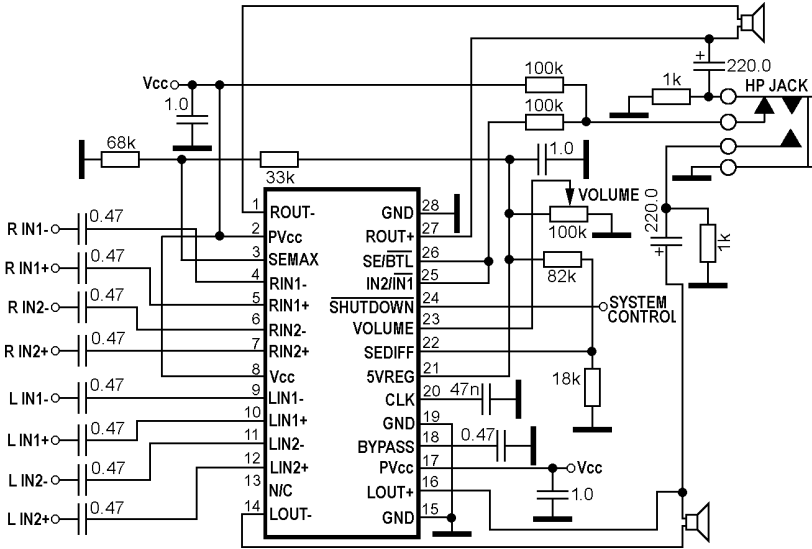 220.0
Vcc
100k
1k
HP JACK
1.0
100k
68k
33k
1.0
VOLUME
100k
220.0
1k
82k
SYSTEM
CONTROL
18k
47n
0.47
Vcc
1.0
R IN1- 0.47
R IN1+ 0.47
R IN2- 0.47
R IN2+ 0.47
L IN1- 0.47
L IN1+ 0.47
L IN2- 0.47
L IN2+ 0.47
1 ROUT-
2 PVcc
3 SEMAX
4 RIN1-
5 RIN1+
6 RIN2-
7 RIN2+
8 Vcc
9 LIN1-
10 LIN1+
11 LIN2-
12 LIN2+
13 N/C
14 LOUT-
GND 28
ROUT+ 27
SE/BTL 26
IN2/IN1 25
SHUTDOWN 24
VOLUME 23
SEDIFF 22
5VREG 21
CLK 20
GND 19
BYPASS 18
PVcc 17
LOUT+ 16
GND 15
+
+